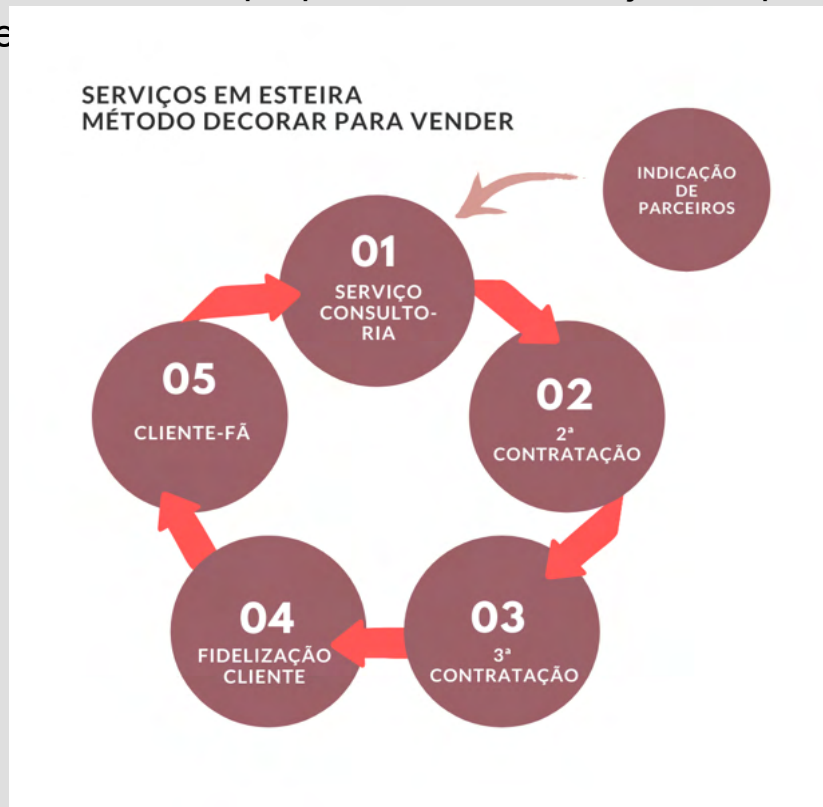 SERVIÇOS EM ESTEIRA
MÉTODO DECORAR PARA VENDER
INDICAÇÃO
DE
PARCEIROS
01
SERVIÇO
CONSULTO-
RIA
02
2ª
CONTRATAÇÃO
03
3ª
CONTRATAÇÃO
04
FIDELIZAÇÃO
CLIENTE
05
CLIENTE-FÃ